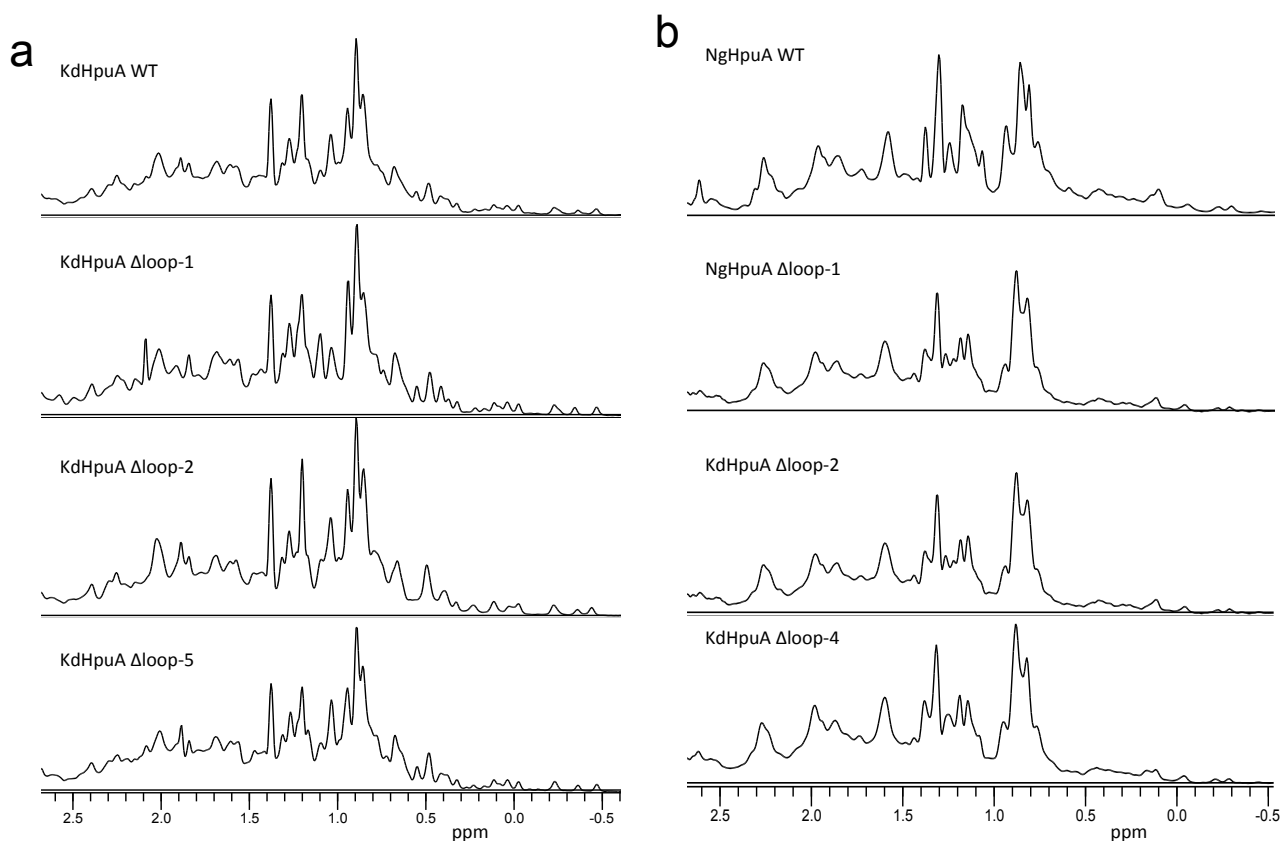 a
KdHpuA WT
KdHpuA Δloop-1
KdHpuA Δloop-2
KdHpuA Δloop-5
2.5 2.0 1.5 1.0 0.5 0.0 -0.5
ppm
b
NgHpuA WT
NgHpuA Δloop-1
KdHpuA Δloop-2
KdHpuA Δloop-4
2.5 2.0 1.5 1.0 0.5 0.0 -0.5
ppm